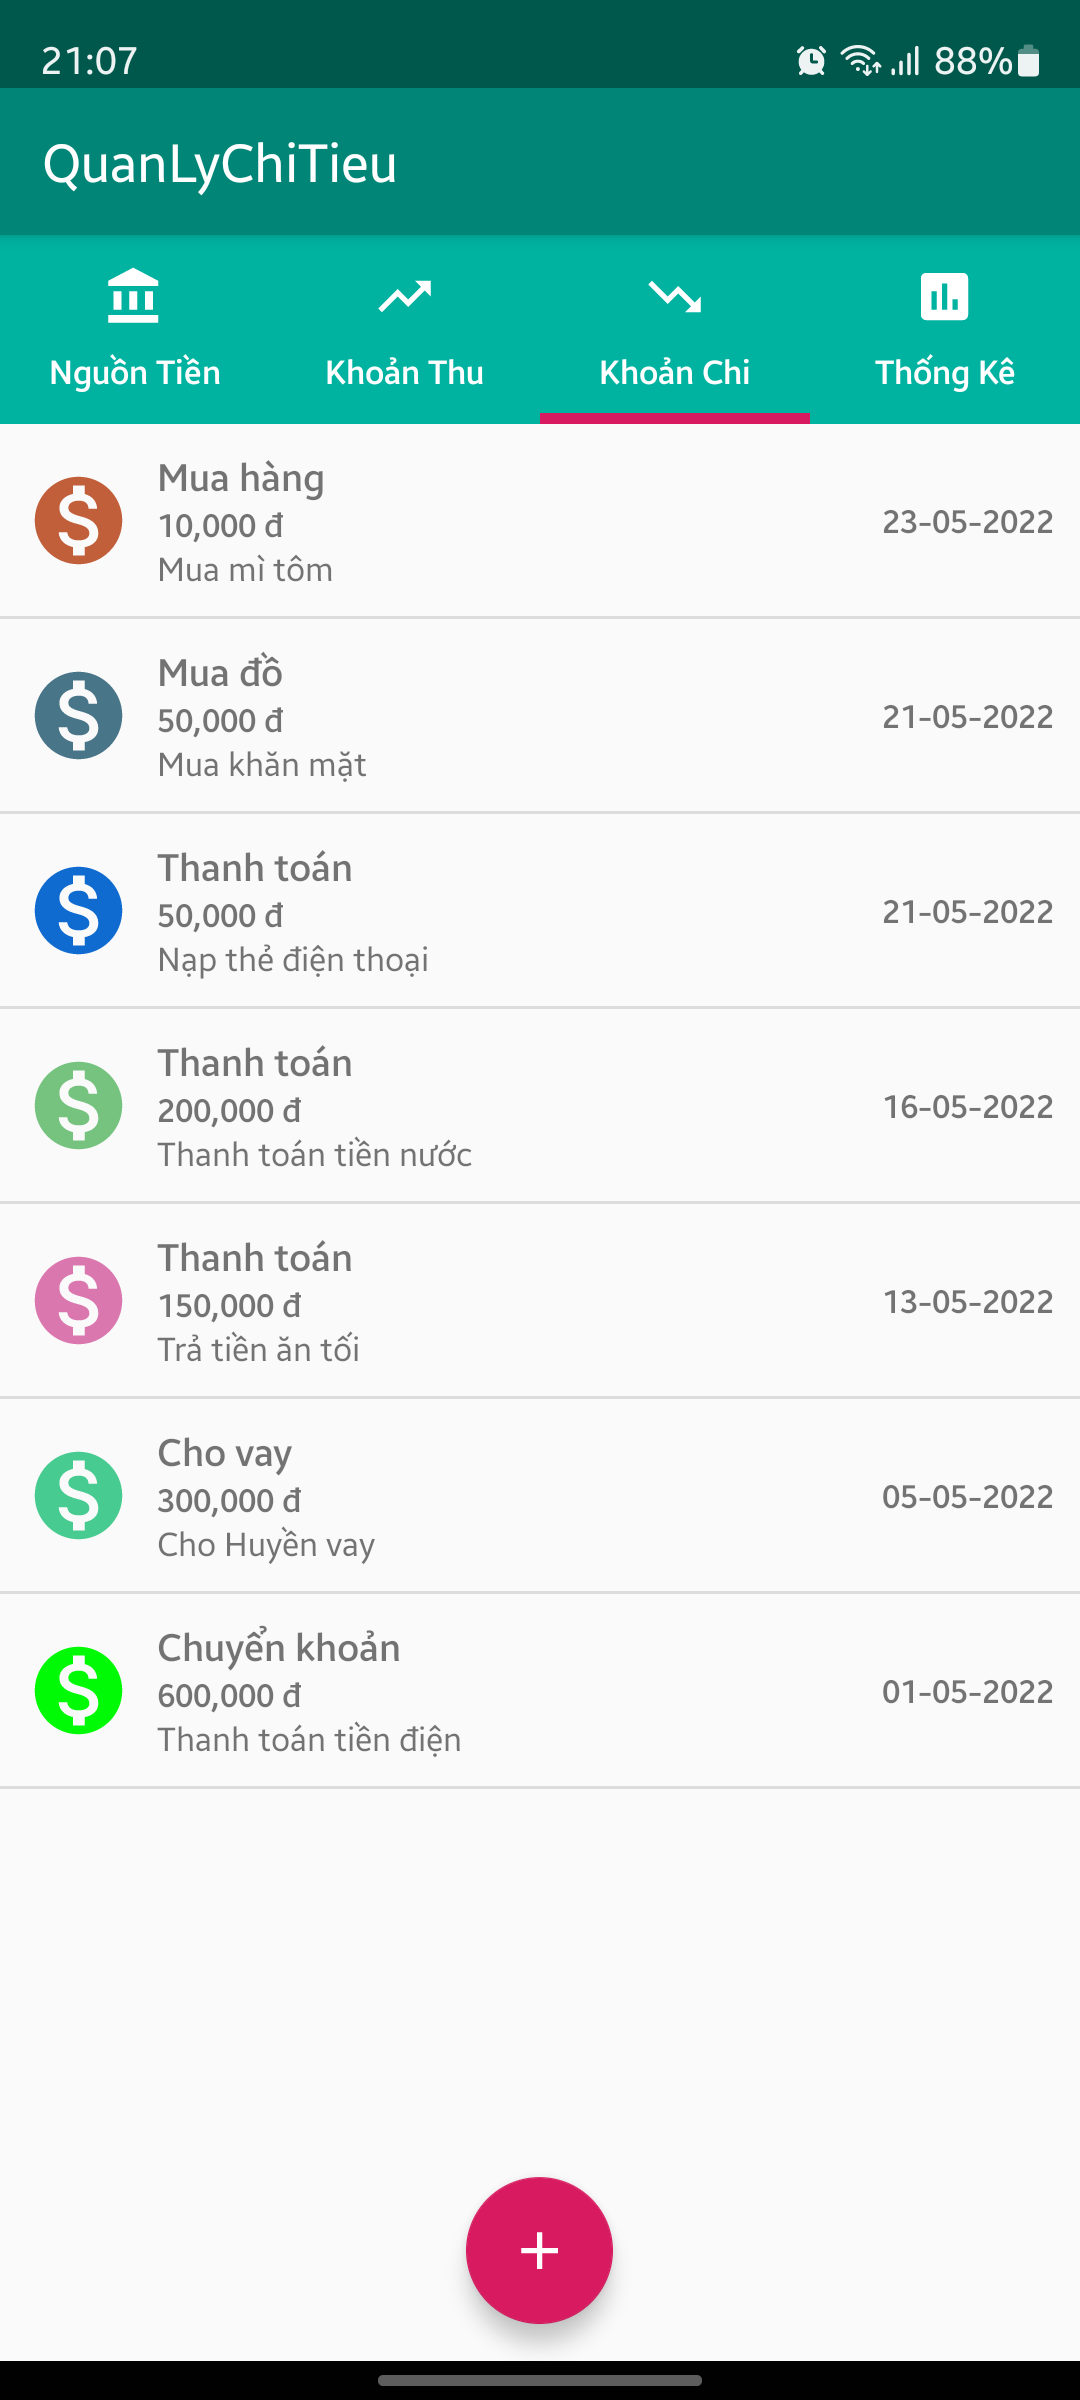 21:07
88%
QuanLyChiTieu
Nguồn Tiền
Khoản Thu
Khoản Chi
Thống Kê
Mua hàng
10,000 đ
Mua mì tôm
23-05-2022
Mua đồ
50,000 đ
Mua khăn mặt
21-05-2022
Thanh toán
50,000 đ
Nạp thẻ điện thoại
21-05-2022
Thanh toán
200,000 đ
Thanh toán tiền nước
16-05-2022
Thanh toán
150,000 đ
Trả tiền ăn tối
13-05-2022
Cho vay
300,000 đ
Cho Huyền vay
05-05-2022
Chuyển khoản
600,000 đ
Thanh toán tiền điện
01-05-2022